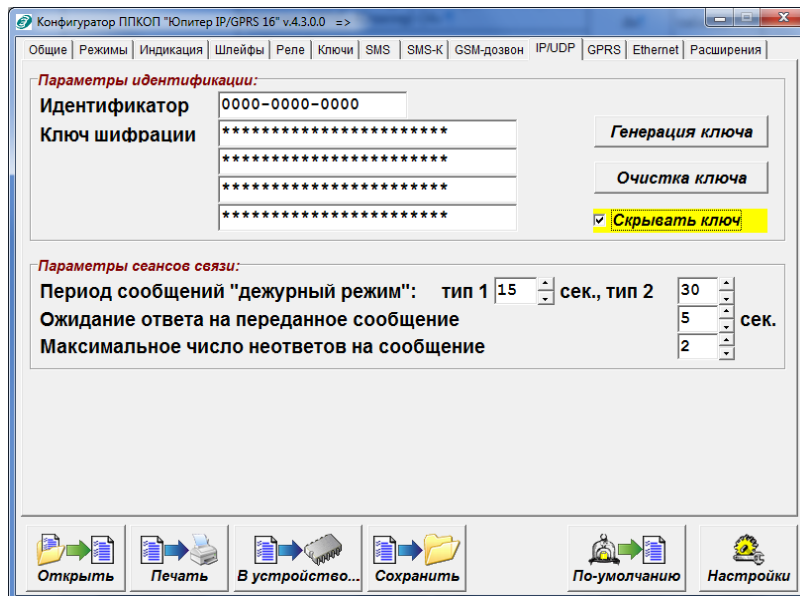 Конфигуратор ППКОП "Юпитер IP/GPRS 16" v.4.3.0.0 =>
Общие Режимы Индикация Шлейфы Реле Ключи SMS SMS-K GSM-дозвон IP/UDP GPRS Ethernet Расширения
Параметры идентификации:
Идентификатор 0000-0000-0000
Ключ шифрации ***********************
Генерация ключа
***********************
Очистка ключа
***********************
***********************
Скрывать ключ
Параметры сеансов связи:
Период сообщений "дежурный режим": тип 1 15 сек., тип 2 30
Ожидание ответа на переданное сообщение 5 сек.
Максимальное число неответов на сообщение 2
Открыть Печать В устройство... Сохранить По-умолчанию Настройки